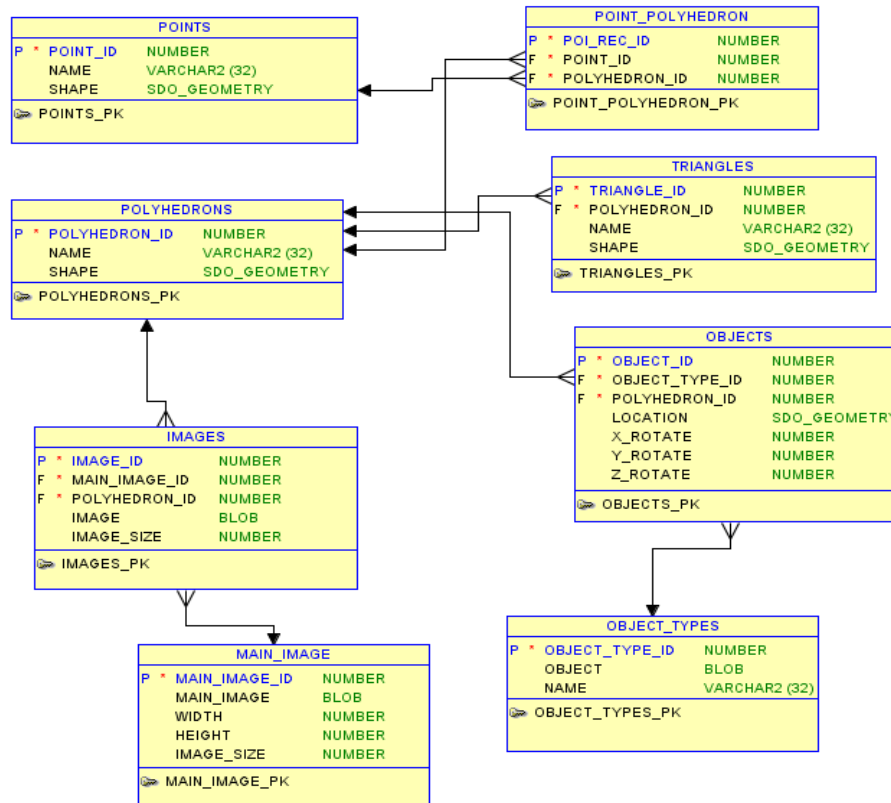 POINTS
P * POINT_ID NUMBER
NAME VARCHAR2 (32)
SHAPE SDO_GEOMETRY
POINTS_PK
POINT_POLYHEDRON
P * POI_REC_ID NUMBER
F * POINT_ID NUMBER
F * POLYHEDRON_ID NUMBER
POINT_POLYHEDRON_PK
TRIANGLES
P * TRIANGLE_ID NUMBER
F * POLYHEDRON_ID NUMBER
NAME VARCHAR2 (32)
SHAPE SDO_GEOMETRY
TRIANGLES_PK
POLYHEDRONS
P * POLYHEDRON_ID NUMBER
NAME VARCHAR2 (32)
SHAPE SDO_GEOMETRY
POLYHEDRONS_PK
OBJECTS
P * OBJECT_ID NUMBER
F * OBJECT_TYPE_ID NUMBER
F * POLYHEDRON_ID NUMBER
LOCATION SDO_GEOMETRY
X_ROTATE NUMBER
Y_ROTATE NUMBER
Z_ROTATE NUMBER
OBJECTS_PK
IMAGES
P * IMAGE_ID NUMBER
F * MAIN_IMAGE_ID NUMBER
F * POLYHEDRON_ID NUMBER
IMAGE BLOB
IMAGE_SIZE NUMBER
IMAGES_PK
OBJECT_TYPES
P * OBJECT_TYPE_ID NUMBER
OBJECT BLOB
NAME VARCHAR2 (32)
OBJECT_TYPES_PK
MAIN_IMAGE
P * MAIN_IMAGE_ID NUMBER
MAIN_IMAGE BLOB
WIDTH NUMBER
HEIGHT NUMBER
IMAGE_SIZE NUMBER
MAIN_IMAGE_PK